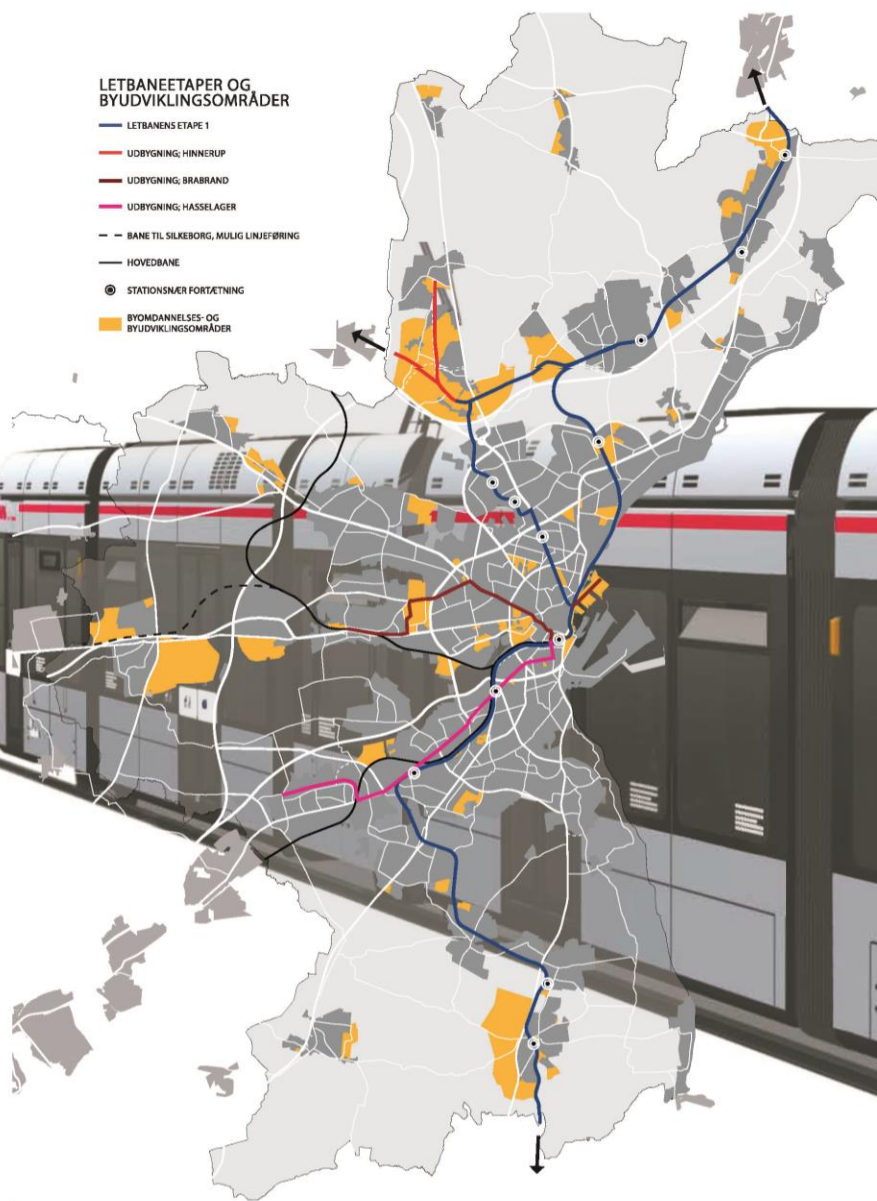 LETBANEETAPER OG
BYUDVIKLINGSOMRÅDER
LETBANENS ETAPE 1
UDBYGNING; HINNERUP
UDBYGNING; BRABRAND
UDBYGNING; HASSELAGER
BANE TIL SILKEBORG, MULIG LINJEFØRING
HOVEDBANE
STATIONSNÆR FORTÆTNING
BYOMDANNELSES- OG
BYUDVIKLINGSOMRÅDER